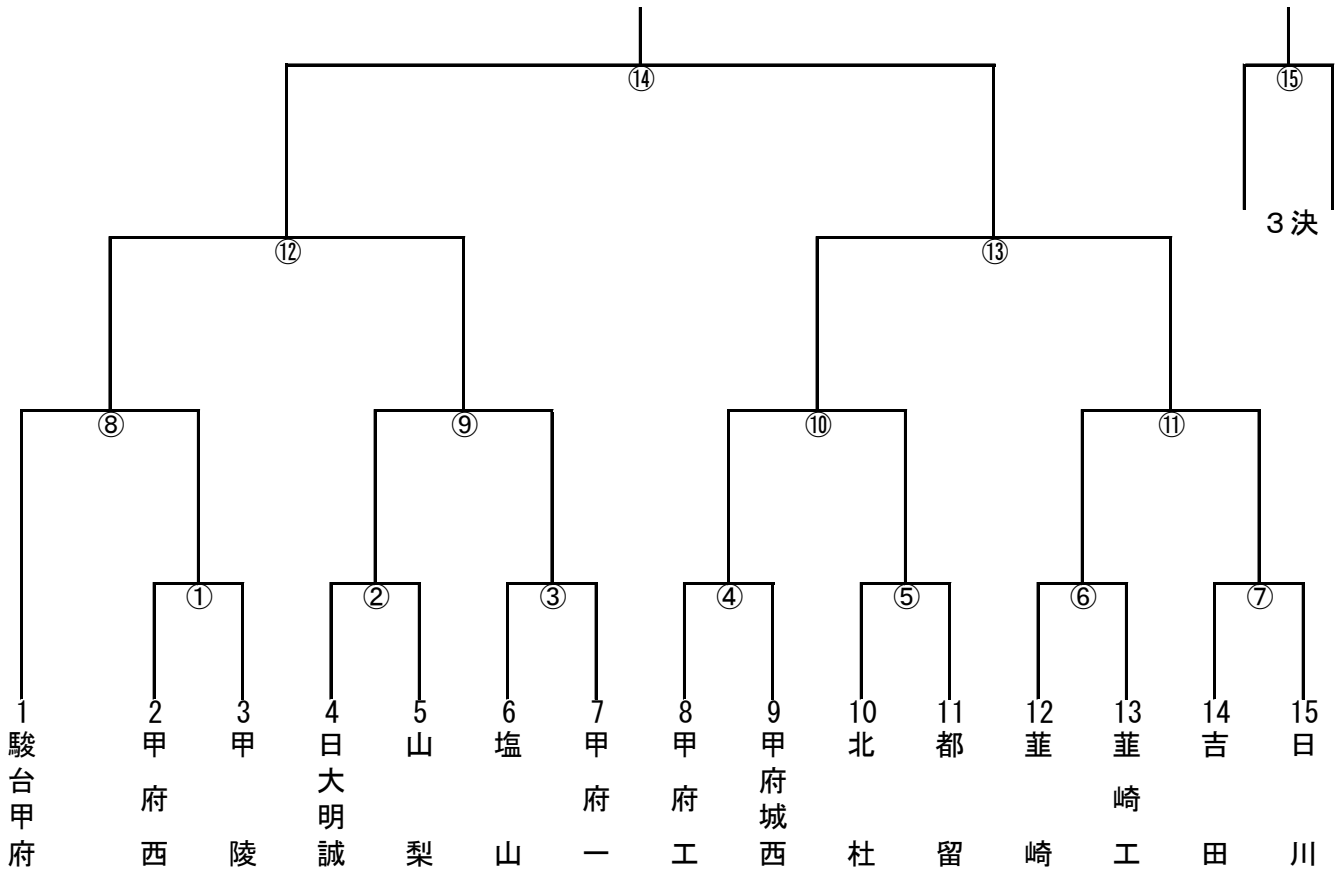 ⑭
⑮
3決
⑫
⑬
⑧
⑨
⑩
⑪
①
②
③
④
⑤
⑥
⑦
1
駿台甲府
2
甲府西
3
甲陵
4
日大明誠
5
山梨
6
塩山
7
甲府一
8
甲府工
9
甲府城西
10
北杜
11
都留
12
韮崎
13
韮崎工
14
吉田
15
日川